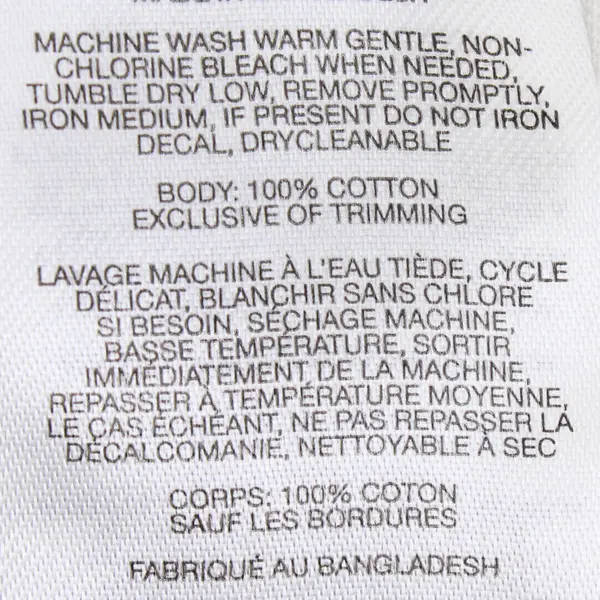 MACHINE WASH WARM GENTLE, NON-
CHLORINE BLEACH WHEN NEEDED,
TUMBLE DRY LOW, REMOVE PROMPTLY,
IRON MEDIUM, IF PRESENT DO NOT IRON
DECAL, DRYCLEANABLE
BODY: 100% COTTON
EXCLUSIVE OF TRIMMING
LAVAGE MACHINE À L'EAU TIÈDE, CYCLE
DÉLICAT, BLANCHIR SANS CHLORE
SI BESOIN, SÉCHAGE MACHINE,
BASSE TEMPÉRATURE, SORTIR
IMMÉDIATEMENT DE LA MACHINE,
REPASSER À TEMPÉRATURE MOYENNE,
LE CAS ÉCHÉANT, NE PAS REPASSER LA
DÉCALCOMANIE, NETTOYABLE À SEC
CORPS: 100% COTON
SAUF LES BORDURES
FABRIQUÉ AU BANGLADESH